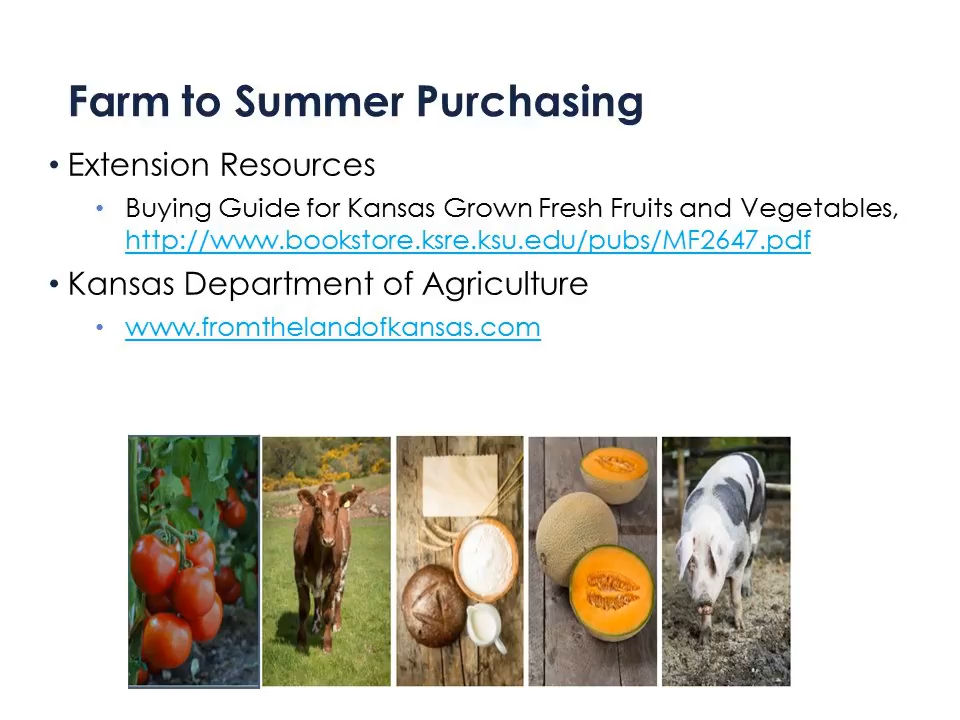 Farm to Summer Purchasing
• Extension Resources
• Buying Guide for Kansas Grown Fresh Fruits and Vegetables,
http://www.bookstore.ksre.ksu.edu/pubs/MF2647.pdf
• Kansas Department of Agriculture
• www.fromthelandofkansas.com